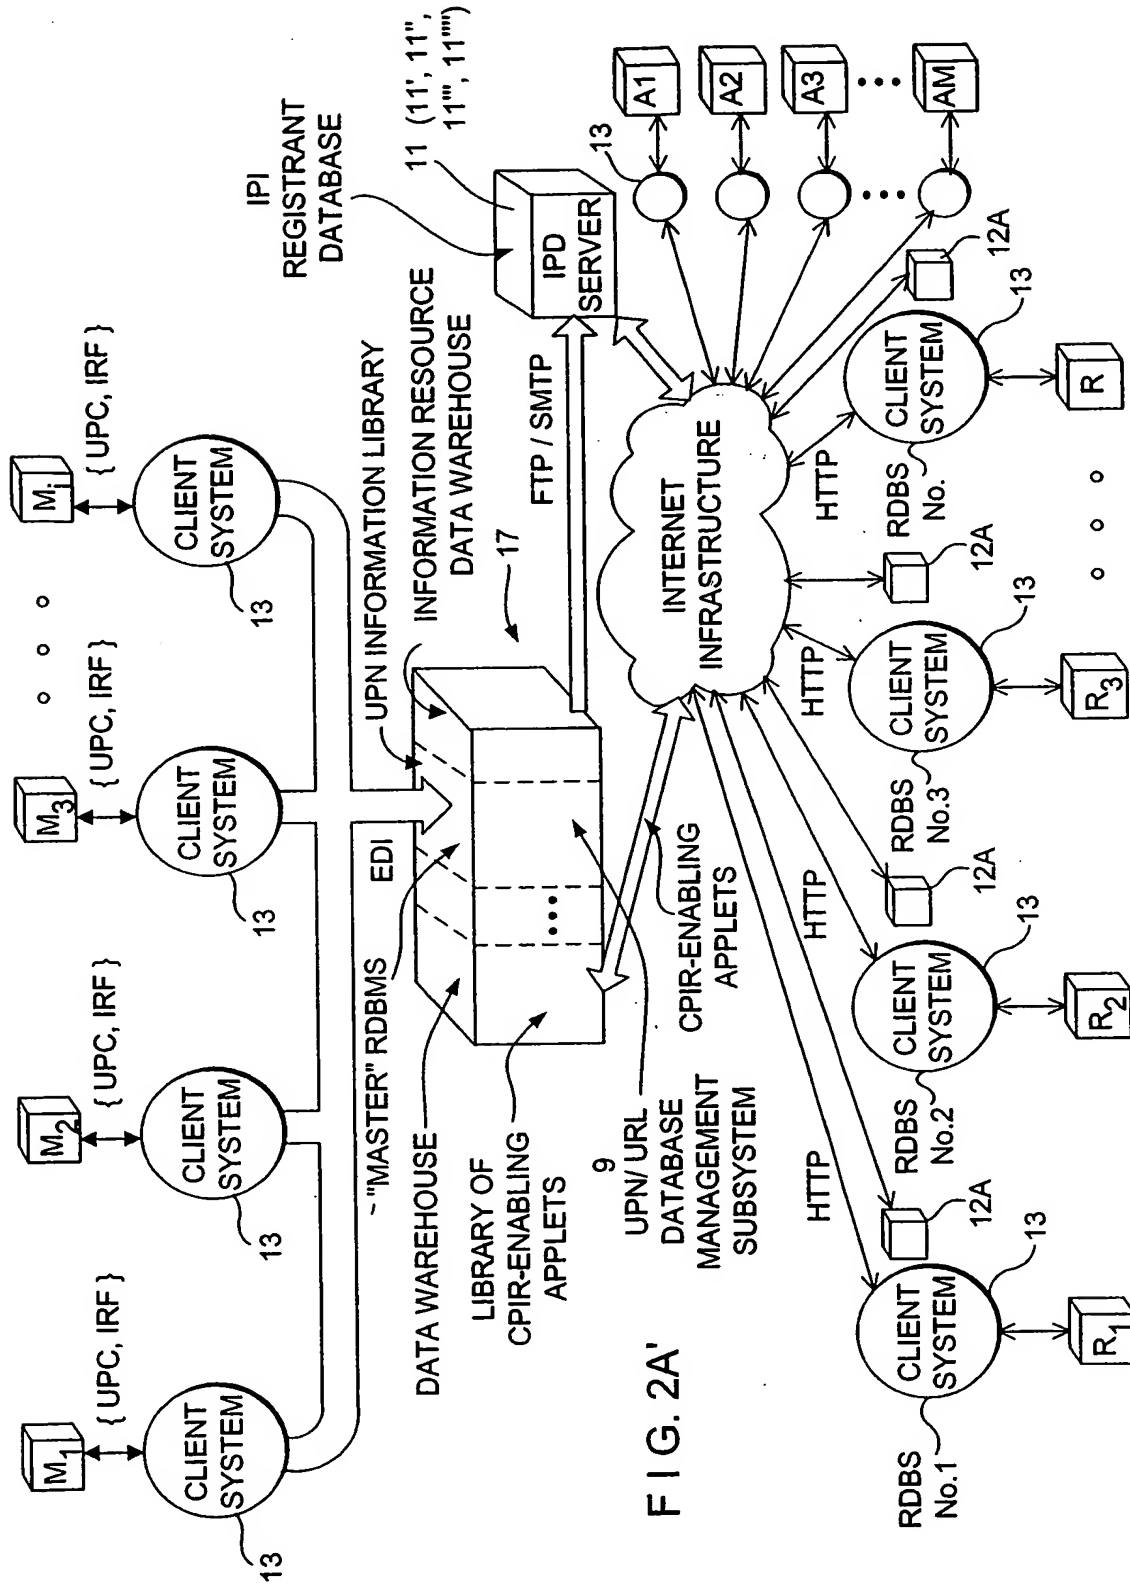 M1
{ UPC, IRF }
CLIENT
SYSTEM
13
M2
{ UPC, IRF }
CLIENT
SYSTEM
13
M3
{ UPC, IRF }
CLIENT
SYSTEM
13
Mi
{ UPC, IRF }
CLIENT
SYSTEM
13
EDI
"MASTER" RDBMS
DATA WAREHOUSE
LIBRARY OF
CPIR-ENABLING
APPLETS
UPN INFORMATION LIBRARY
INFORMATION RESOURCE
DATA WAREHOUSE
17
9
UPN/ URL
DATABASE
MANAGEMENT
SUBSYSTEM
CPIR-ENABLING
APPLETS
FTP / SMTP
IPI
REGISTRANT
DATABASE
11 (11', 11",
11"', 11"")
IPD
SERVER
INTERNET
INFRASTRUCTURE
13
A1
A2
A3
AM
HTTP
CLIENT
SYSTEM
13
RDBS
No.1
R1
12A
HTTP
CLIENT
SYSTEM
13
RDBS
No.2
R2
12A
HTTP
CLIENT
SYSTEM
13
RDBS
No.3
R3
12A
HTTP
CLIENT
SYSTEM
13
RDBS
No.
R
12A
FIG. 2A'